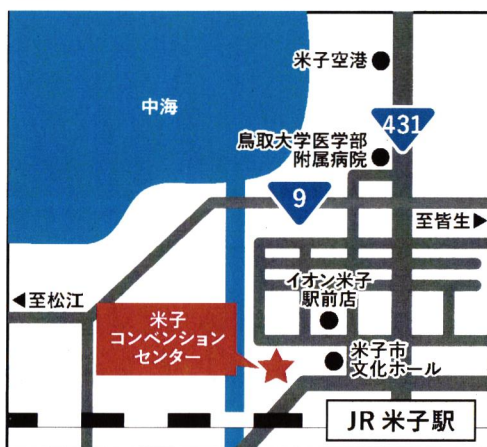 米子空港
中海
431
鳥取大学医学部
附属病院
9
至皆生▶
イオン米子
駅前店
◀至松江
米子
コンベンション
センター
米子市
文化ホール
JR 米子駅